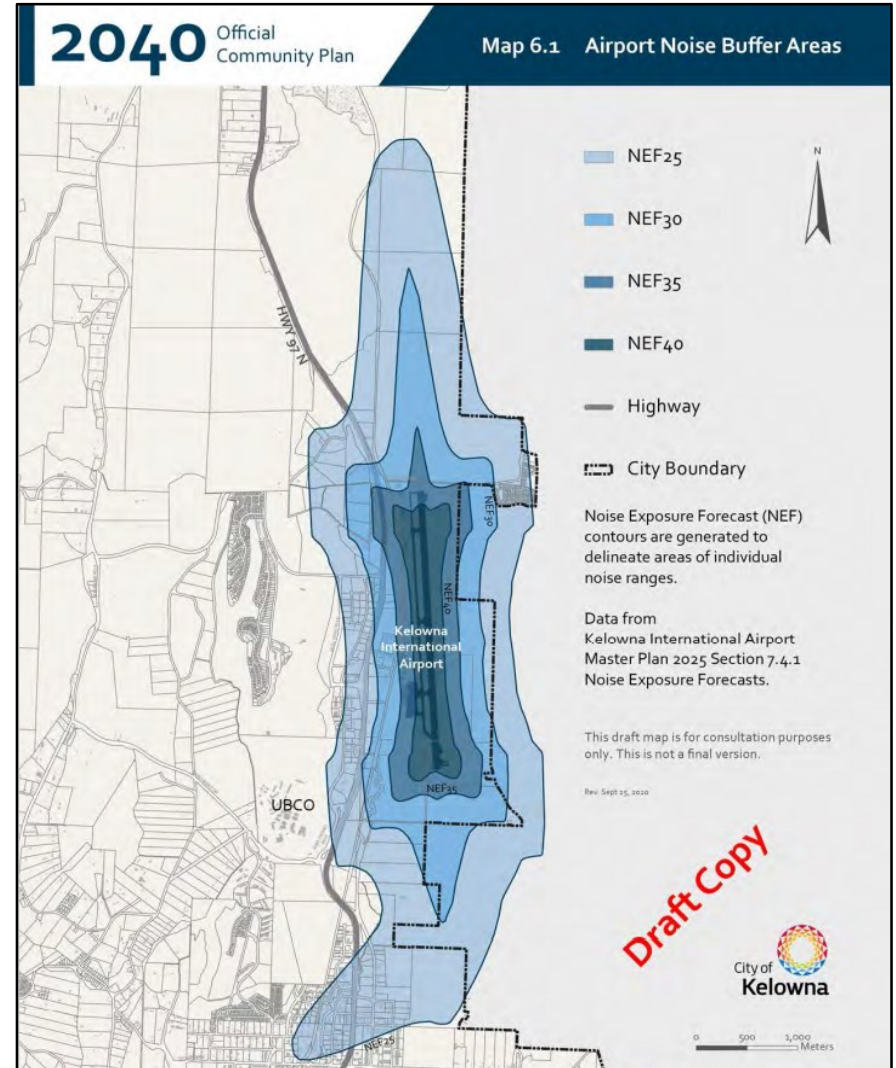 2040
Official
Community Plan
Map 6.1 Airport Noise Buffer Areas
NEF25
NEF30
NEF35
NEF40
Highway
City Boundary
Noise Exposure Forecast (NEF)
contours are generated to
delineate areas of individual
noise ranges.
Data from
Kelowna International Airport
Master Plan 2025 Section 7.4.1
Noise Exposure Forecasts.
This draft map is for consultation purposes
only. This is not a final version.
Rev. Sept 25, 2020
Draft Copy
City of
Kelowna
0 500 1,000
Meters
N
HWY 97 N
NEF30
NEF40
Kelowna
International
Airport
NEF35
UBCO
NEF25